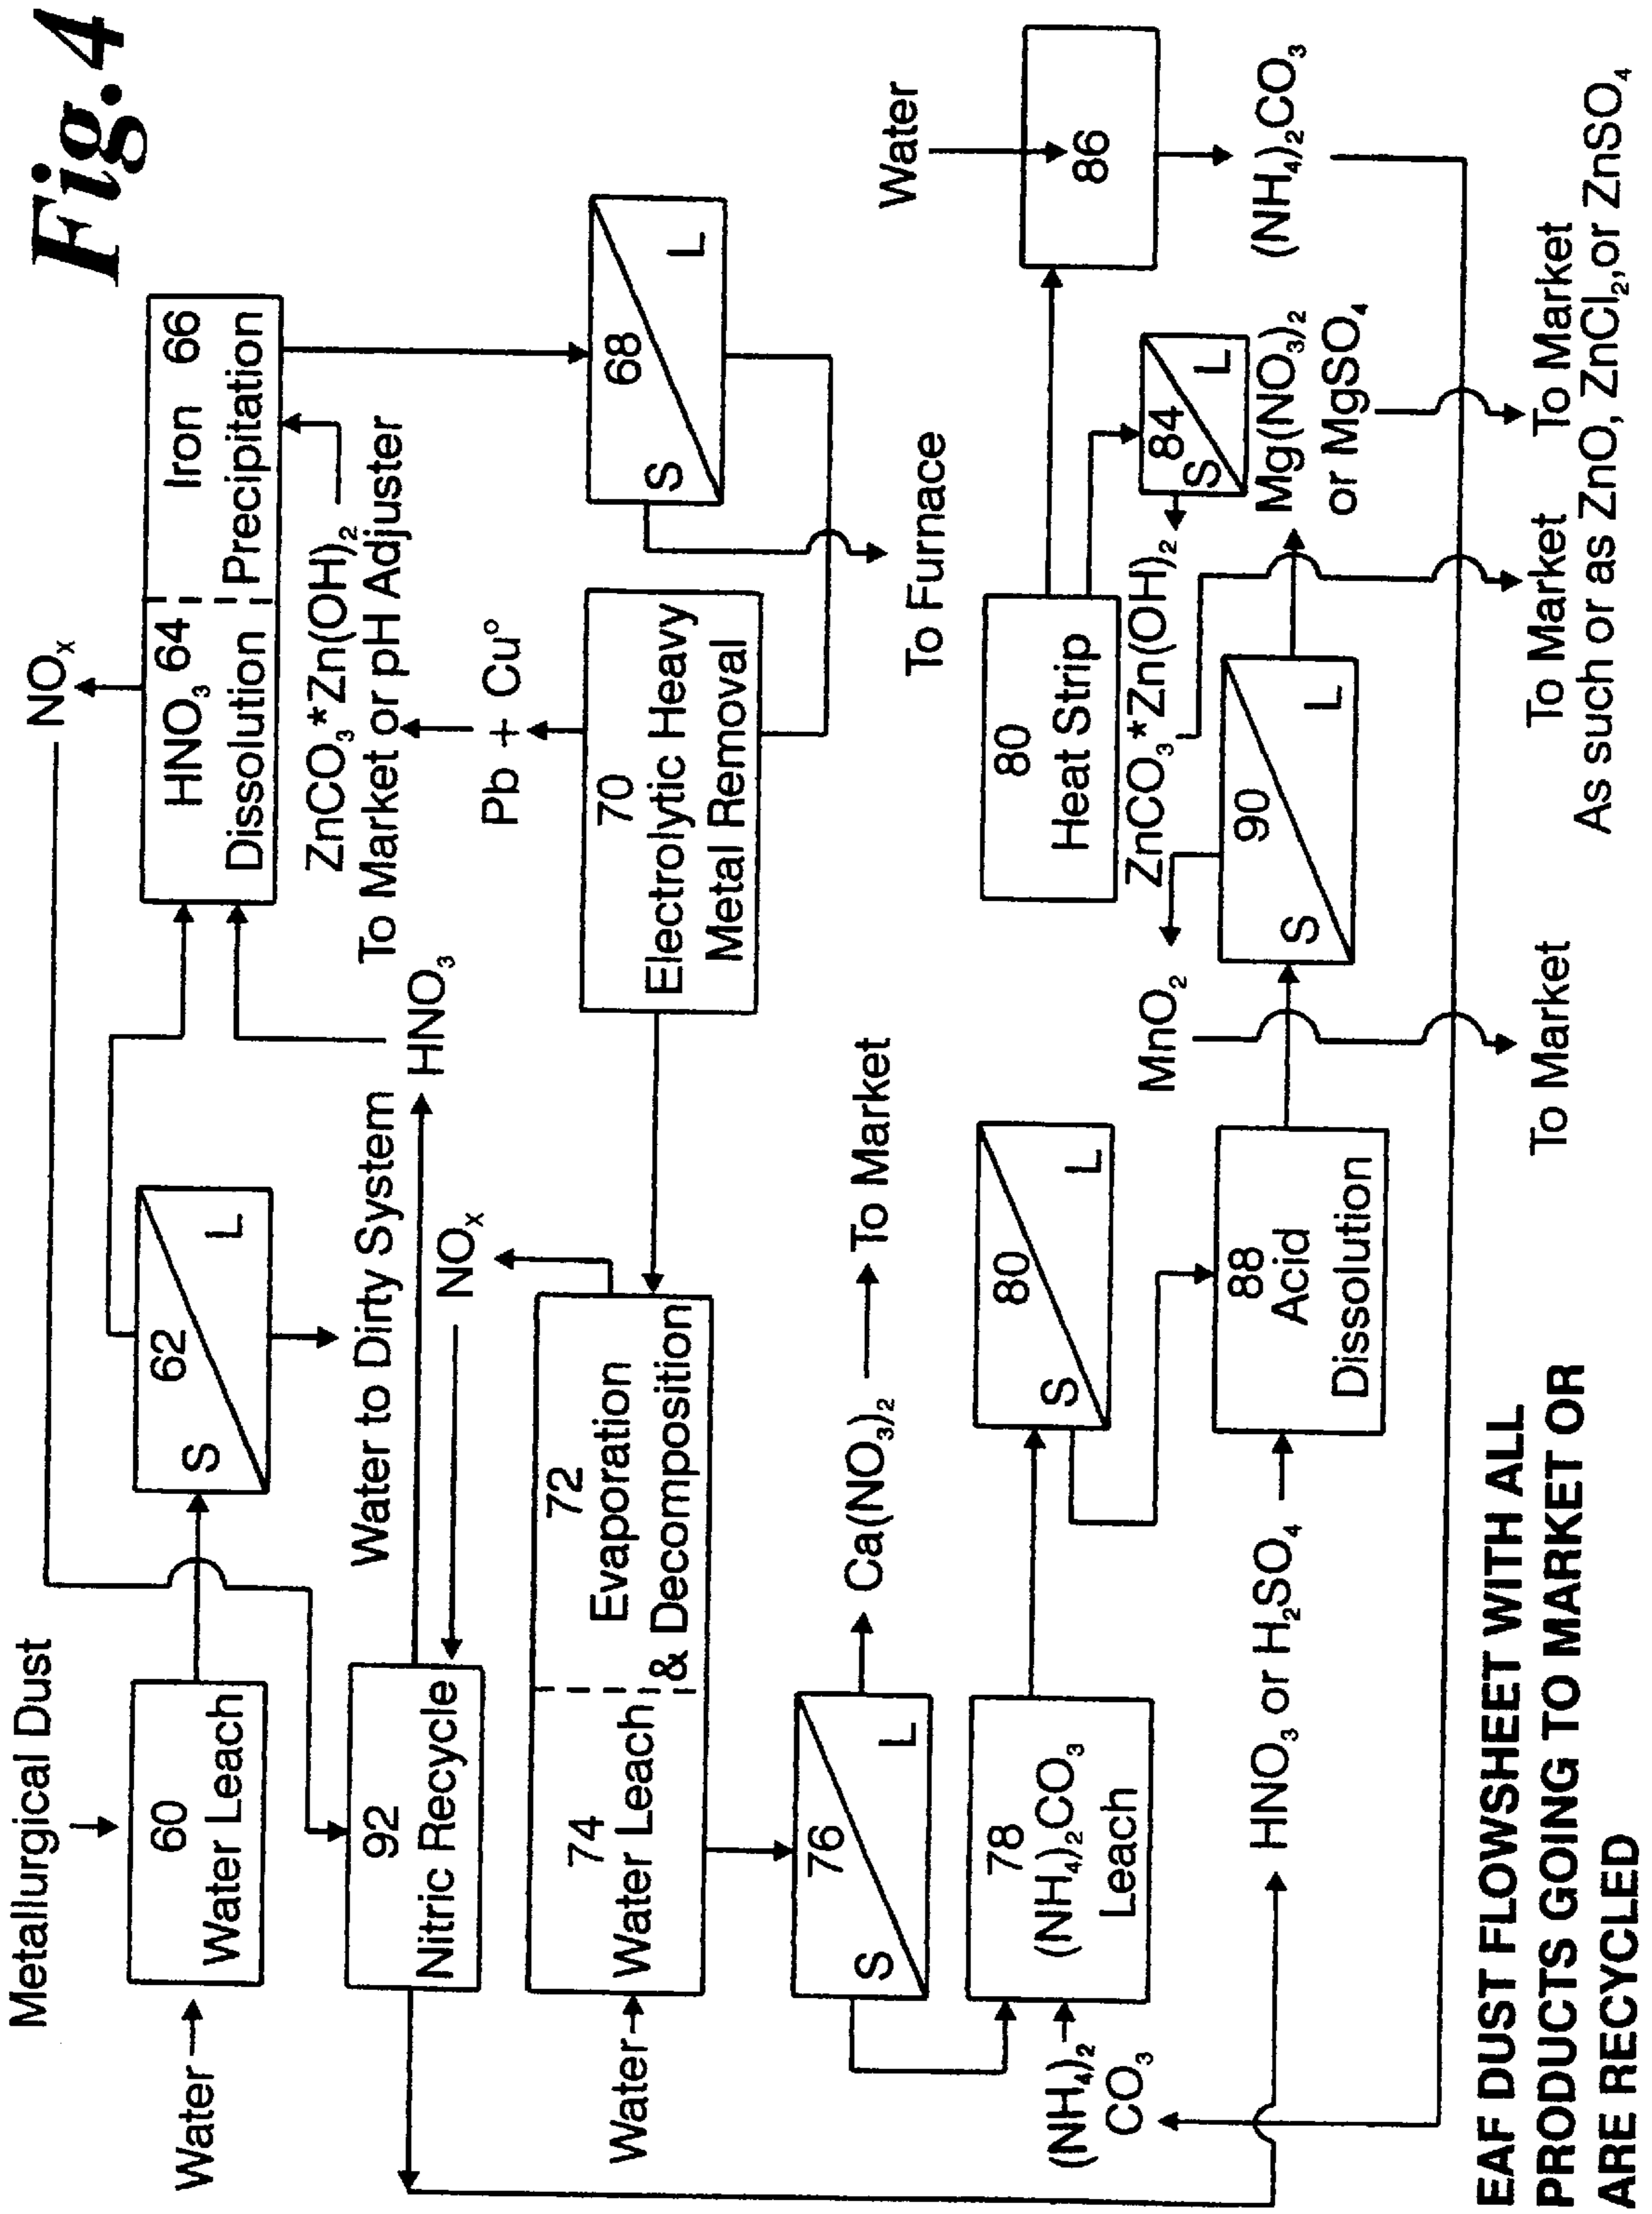 Fig.4
Metallurgical Dust
Water
60
Water Leach
62
S
L
Water to Dirty System
NOx
HNO3 64
Dissolution
Iron 66
Precipitation
ZnCO3*Zn(OH)2
To Market or pH Adjuster
68
S
L
To Furnace
92
Nitric Recycle
HNO3
NOx
Pb + Cu°
70
Electrolytic Heavy
Metal Removal
Water
74
Water Leach
72
Evaporation
& Decomposition
76
S
L
Ca(NO3)2
To Market
(NH4)2
CO3
78
(NH4)2CO3
Leach
80
S
L
80
Heat Strip
Water
86
(NH4)2CO3
84
S
L
ZnCO3*Zn(OH)2
HNO3 or H2SO4
88
Acid
Dissolution
MnO2
90
S
L
Mg(NO3)2
or MgSO4
To Market
To Market
To Market
As such or as ZnO, ZnCl2,or ZnSO4
EAF DUST FLOWSHEET WITH ALL
PRODUCTS GOING TO MARKET OR
ARE RECYCLED